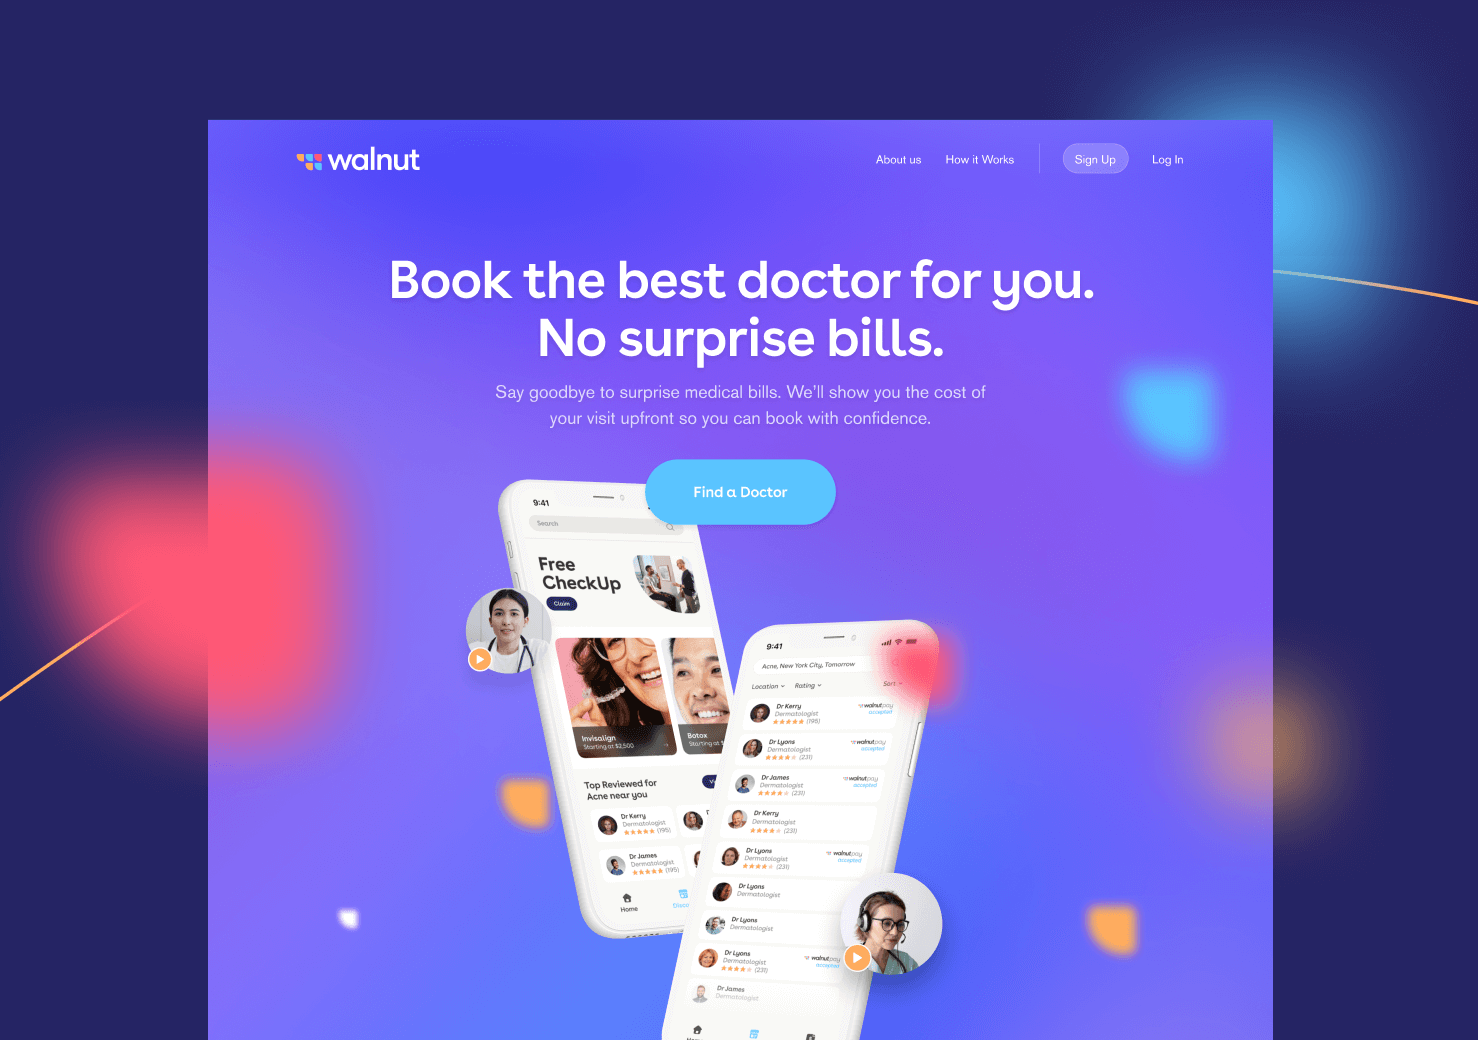 walnut
About us
How it Works
Sign Up
Log In
Book the best doctor for you.
No surprise bills.
Say goodbye to surprise medical bills. We’ll show you the cost of
your visit upfront so you can book with confidence.
Find a Doctor
9:41
Search
Free
CheckUp
Claim
Invisalign
Starting at $2,500
Botox
Starting at $
Top Reviewed for
Acne near you
Dr Kerry
Dermatologist
(195)
Dr James
Dermatologist
(195)
Home
9:41
Acne, New York City, Tomorrow
Location
Rating
Sort
Dr Kerry
Dermatologist
(195)
walnutpay
accepted
Dr Lyons
Dermatologist
(231)
walnutpay
accepted
Dr James
Dermatologist
(231)
walnutpay
accepted
Dr Kerry
Dermatologist
(231)
Dr Lyons
Dermatologist
(231)
walnutpay
accepted
Dr Lyons
Dermatologist
Dr Lyons
Dermatologist
Dr Lyons
Dermatologist
(231)
walnutpay
accepted
Dr James
Dermatologist